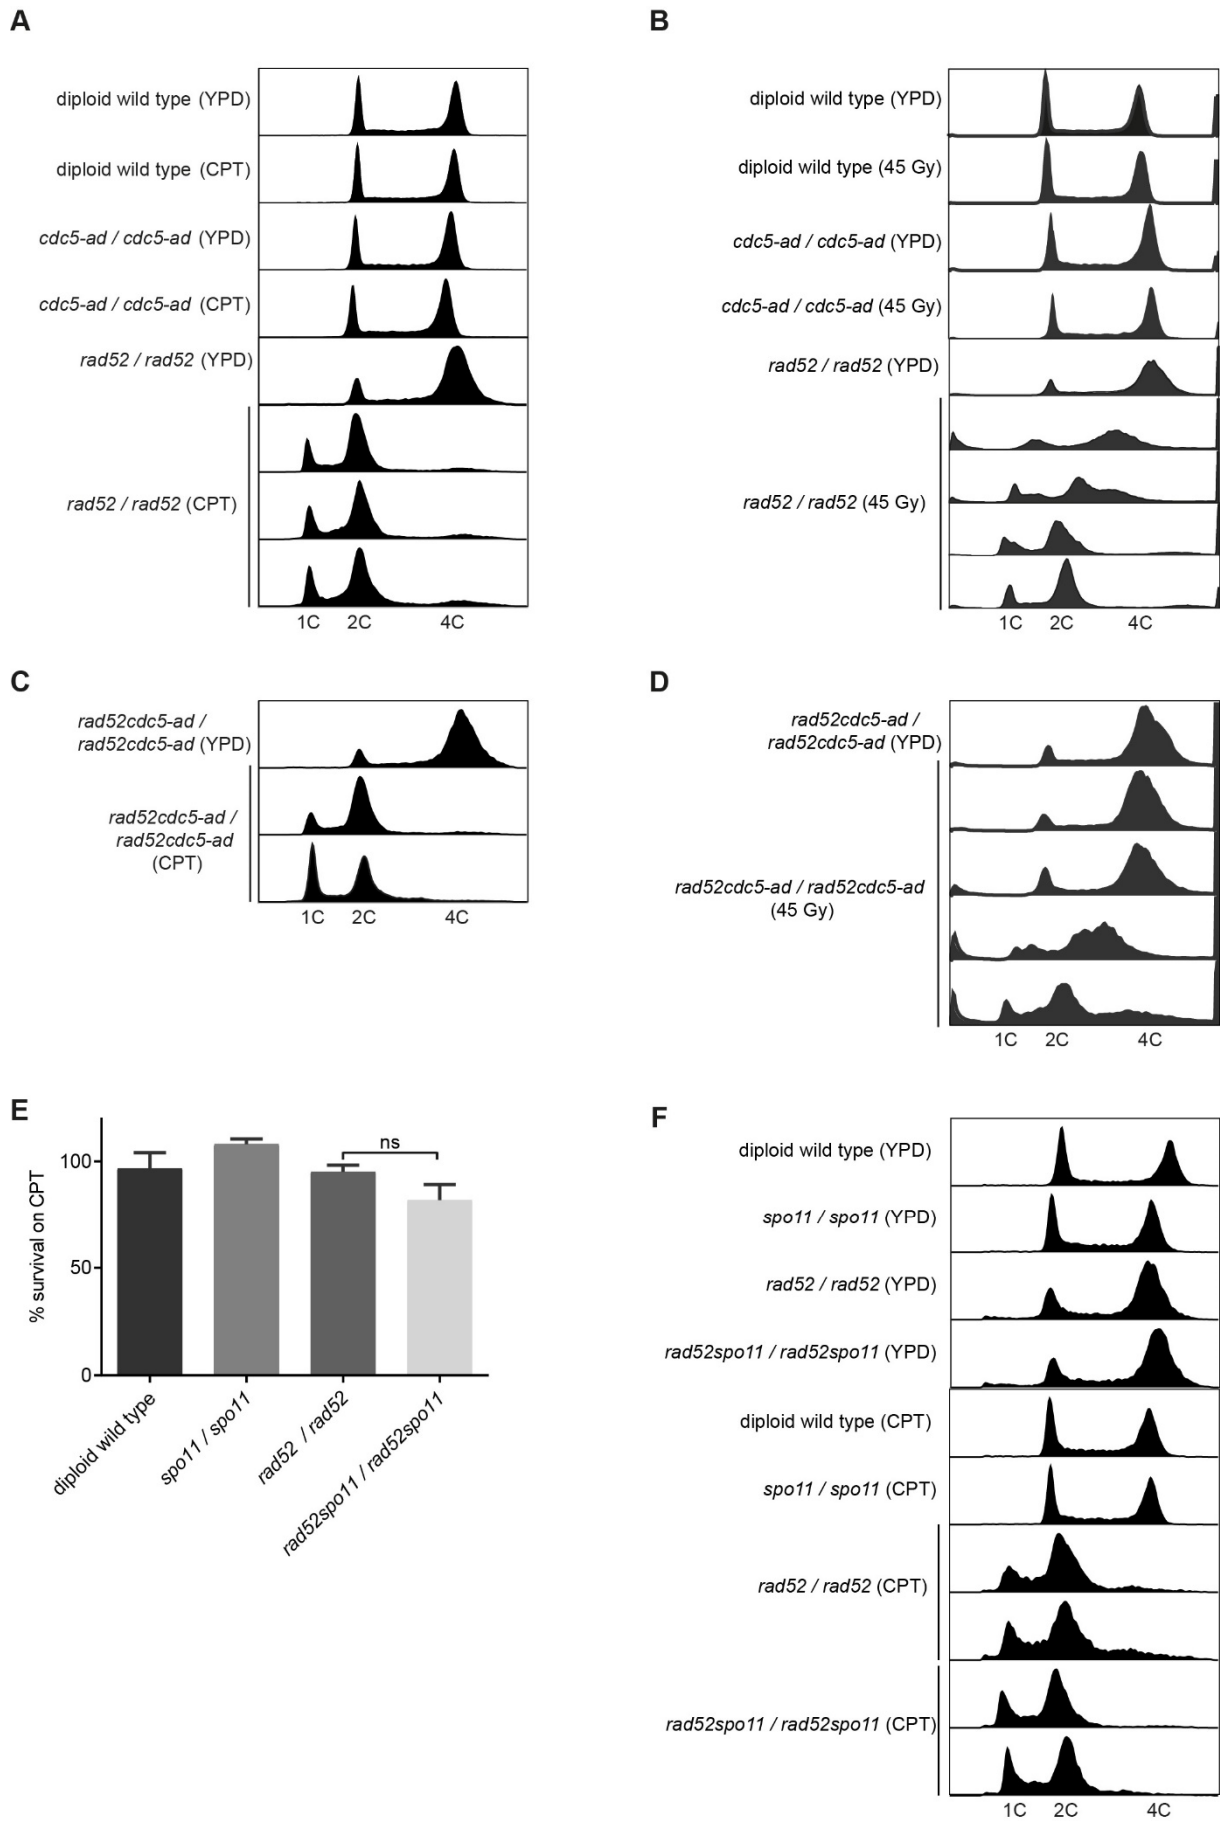 A
diploid wild type (YPD)
diploid wild type (CPT)
cdc5-ad / cdc5-ad (YPD)
cdc5-ad / cdc5-ad (CPT)
rad52 / rad52 (YPD)
rad52 / rad52 (CPT)
1C 2C 4C
B
diploid wild type (YPD)
diploid wild type (45 Gy)
cdc5-ad / cdc5-ad (YPD)
cdc5-ad / cdc5-ad (45 Gy)
rad52 / rad52 (YPD)
rad52 / rad52 (45 Gy)
1C 2C 4C
C
rad52cdc5-ad /
rad52cdc5-ad (YPD)
rad52cdc5-ad /
rad52cdc5-ad
(CPT)
1C 2C 4C
D
rad52cdc5-ad /
rad52cdc5-ad (YPD)
rad52cdc5-ad / rad52cdc5-ad
(45 Gy)
1C 2C 4C
E
% survival on CPT
100
50
0
ns
diploid wild type
spo11 / spo11
rad52 / rad52
rad52spo11 / rad52spo11
F
diploid wild type (YPD)
spo11 / spo11 (YPD)
rad52 / rad52 (YPD)
rad52spo11 / rad52spo11 (YPD)
diploid wild type (CPT)
spo11 / spo11 (CPT)
rad52 / rad52 (CPT)
rad52spo11 / rad52spo11 (CPT)
1C 2C 4C